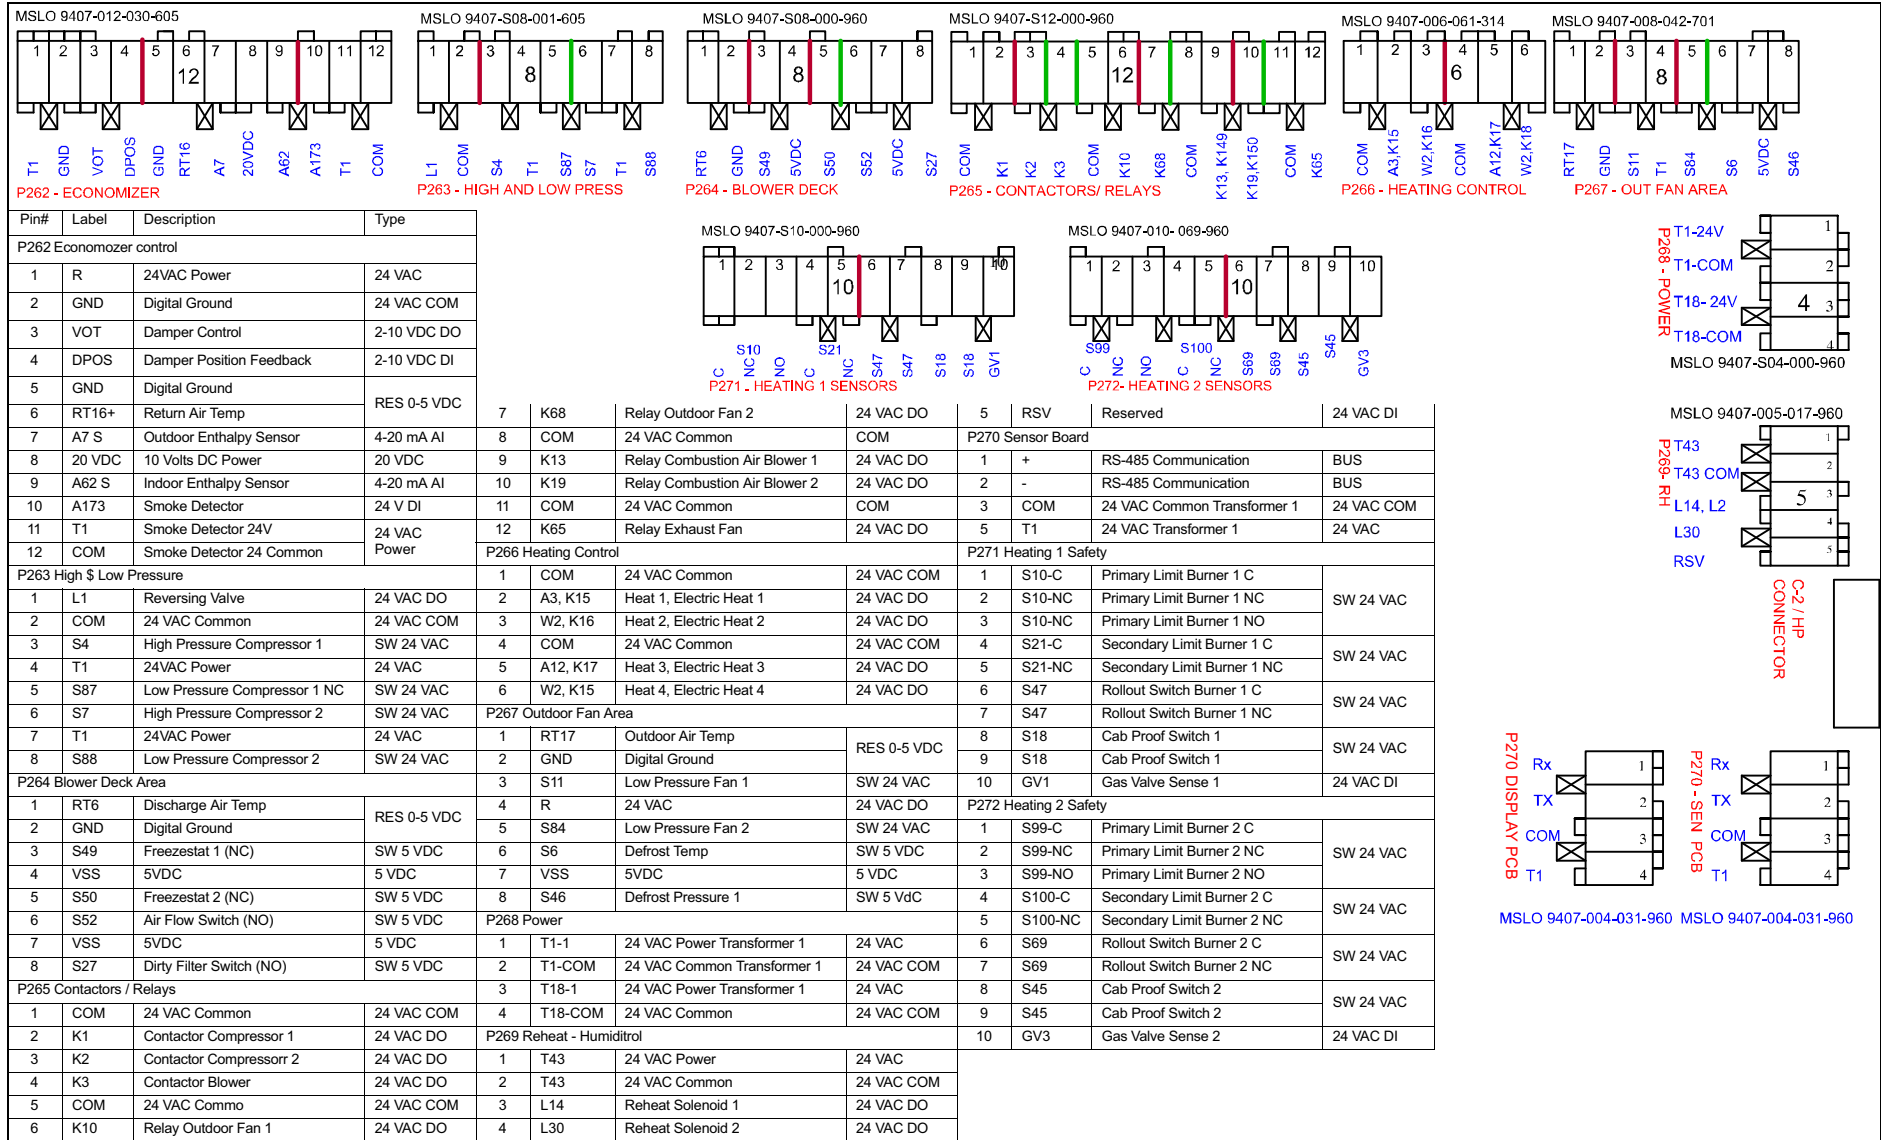 MSLO 9407-012-030-605
1 2 3 4 5 6 7 8 9 10 11 12
12
T1 GND VOT DPOS GND RT16 A7 20VDC A62 A173 T1 COM
P262 - ECONOMIZER
MSLO 9407-S08-001-605
1 2 3 4 5 6 7 8
8
L1 COM S4 T1 S87 S7 T1 S88
P263 - HIGH AND LOW PRESS
MSLO 9407-S08-000-960
1 2 3 4 5 6 7 8
8
RT6 GND S49 5VDC S50 S52 5VDC S27
P264 - BLOWER DECK
MSLO 9407-S12-000-960
1 2 3 4 5 6 7 8 9 10 11 12
12
COM K1 K2 K3 COM K10 K68 COM K13, K149 K19,K150 COM K65
P265 - CONTACTORS/ RELAYS
MSLO 9407-006-061-314
1 2 3 4 5 6
6
COM A3,K15 W2,K16 COM A12,K17 W2,K18
P266 - HEATING CONTROL
MSLO 9407-008-042-701
1 2 3 4 5 6 7 8
8
RT17 GND S11 T1 S84 S6 5VDC S46
P267 - OUT FAN AREA
MSLO 9407-S10-000-960
1 2 3 4 5 6 7 8 9 10
10
C S10 NC NO C S21 NC S47 S47 S18 S18 GV1
P271 - HEATING 1 SENSORS
MSLO 9407-010- 069-960
1 2 3 4 5 6 7 8 9 10
10
C S99 NC NO C S100 NC S69 S69 S45 S45 GV3
P272- HEATING 2 SENSORS
P268 - POWER
T1-24V 1
T1-COM 2
T18- 24V 4 3
T18-COM 4
MSLO 9407-S04-000-960
MSLO 9407-005-017-960
P269- RH
T43 1
T43 COM 2
L14, L2 5 3
L30 4
RSV 5
C-2 / HP
CONNECTOR
P270 DISPLAY PCB
Rx 1
TX 2
COM 3
T1 4
MSLO 9407-004-031-960
P270 - SEN PCB
Rx 1
TX 2
COM 3
T1 4
MSLO 9407-004-031-960
Pin# Label Description Type
P262 Economozer control
1 R 24VAC Power 24 VAC
2 GND Digital Ground 24 VAC COM
3 VOT Damper Control 2-10 VDC DO
4 DPOS Damper Position Feedback 2-10 VDC DI
5 GND Digital Ground RES 0-5 VDC
6 RT16+ Return Air Temp
7 A7 S Outdoor Enthalpy Sensor 4-20 mA AI
8 20 VDC 10 Volts DC Power 20 VDC
9 A62 S Indoor Enthalpy Sensor 4-20 mA AI
10 A173 Smoke Detector 24 V DI
11 T1 Smoke Detector 24V 24 VAC Power
12 COM Smoke Detector 24 Common
P263 High $ Low Pressure
1 L1 Reversing Valve 24 VAC DO
2 COM 24 VAC Common 24 VAC COM
3 S4 High Pressure Compressor 1 SW 24 VAC
4 T1 24VAC Power 24 VAC
5 S87 Low Pressure Compressor 1 NC SW 24 VAC
6 S7 High Pressure Compressor 2 SW 24 VAC
7 T1 24VAC Power 24 VAC
8 S88 Low Pressure Compressor 2 SW 24 VAC
P264 Blower Deck Area
1 RT6 Discharge Air Temp RES 0-5 VDC
2 GND Digital Ground
3 S49 Freezestat 1 (NC) SW 5 VDC
4 VSS 5VDC 5 VDC
5 S50 Freezestat 2 (NC) SW 5 VDC
6 S52 Air Flow Switch (NO) SW 5 VDC
7 VSS 5VDC 5 VDC
8 S27 Dirty Filter Switch (NO) SW 5 VDC
P265 Contactors / Relays
1 COM 24 VAC Common 24 VAC COM
2 K1 Contactor Compressor 1 24 VAC DO
3 K2 Contactor Compressorr 2 24 VAC DO
4 K3 Contactor Blower 24 VAC DO
5 COM 24 VAC Commo 24 VAC COM
6 K10 Relay Outdoor Fan 1 24 VAC DO
7 K68 Relay Outdoor Fan 2 24 VAC DO
8 COM 24 VAC Common COM
9 K13 Relay Combustion Air Blower 1 24 VAC DO
10 K19 Relay Combustion Air Blower 2 24 VAC DO
11 COM 24 VAC Common COM
12 K65 Relay Exhaust Fan 24 VAC DO
P266 Heating Control
1 COM 24 VAC Common 24 VAC COM
2 A3, K15 Heat 1, Electric Heat 1 24 VAC DO
3 W2, K16 Heat 2, Electric Heat 2 24 VAC DO
4 COM 24 VAC Common 24 VAC COM
5 A12, K17 Heat 3, Electric Heat 3 24 VAC DO
6 W2, K15 Heat 4, Electric Heat 4 24 VAC DO
P267 Outdoor Fan Area
1 RT17 Outdoor Air Temp RES 0-5 VDC
2 GND Digital Ground
3 S11 Low Pressure Fan 1 SW 24 VAC
4 R 24 VAC 24 VAC DO
5 S84 Low Pressure Fan 2 SW 24 VAC
6 S6 Defrost Temp SW 5 VDC
7 VSS 5VDC 5 VDC
8 S46 Defrost Pressure 1 SW 5 VdC
P268 Power
1 T1-1 24 VAC Power Transformer 1 24 VAC
2 T1-COM 24 VAC Common Transformer 1 24 VAC COM
3 T18-1 24 VAC Power Transformer 1 24 VAC
4 T18-COM 24 VAC Common 24 VAC COM
P269 Reheat - Humiditrol
1 T43 24 VAC Power 24 VAC
2 T43 24 VAC Common 24 VAC COM
3 L14 Reheat Solenoid 1 24 VAC DO
4 L30 Reheat Solenoid 2 24 VAC DO
5 RSV Reserved 24 VAC DI
P270 Sensor Board
1 + RS-485 Communication BUS
2 - RS-485 Communication BUS
3 COM 24 VAC Common Transformer 1 24 VAC COM
5 T1 24 VAC Transformer 1 24 VAC
P271 Heating 1 Safety
1 S10-C Primary Limit Burner 1 C SW 24 VAC
2 S10-NC Primary Limit Burner 1 NC
3 S10-NC Primary Limit Burner 1 NO
4 S21-C Secondary Limit Burner 1 C SW 24 VAC
5 S21-NC Secondary Limit Burner 1 NC
6 S47 Rollout Switch Burner 1 C SW 24 VAC
7 S47 Rollout Switch Burner 1 NC
8 S18 Cab Proof Switch 1 SW 24 VAC
9 S18 Cab Proof Switch 1
10 GV1 Gas Valve Sense 1 24 VAC DI
P272 Heating 2 Safety
1 S99-C Primary Limit Burner 2 C SW 24 VAC
2 S99-NC Primary Limit Burner 2 NC
3 S99-NO Primary Limit Burner 2 NO
4 S100-C Secondary Limit Burner 2 C SW 24 VAC
5 S100-NC Secondary Limit Burner 2 NC
6 S69 Rollout Switch Burner 2 C SW 24 VAC
7 S69 Rollout Switch Burner 2 NC
8 S45 Cab Proof Switch 2 SW 24 VAC
9 S45 Cab Proof Switch 2
10 GV3 Gas Valve Sense 2 24 VAC DI